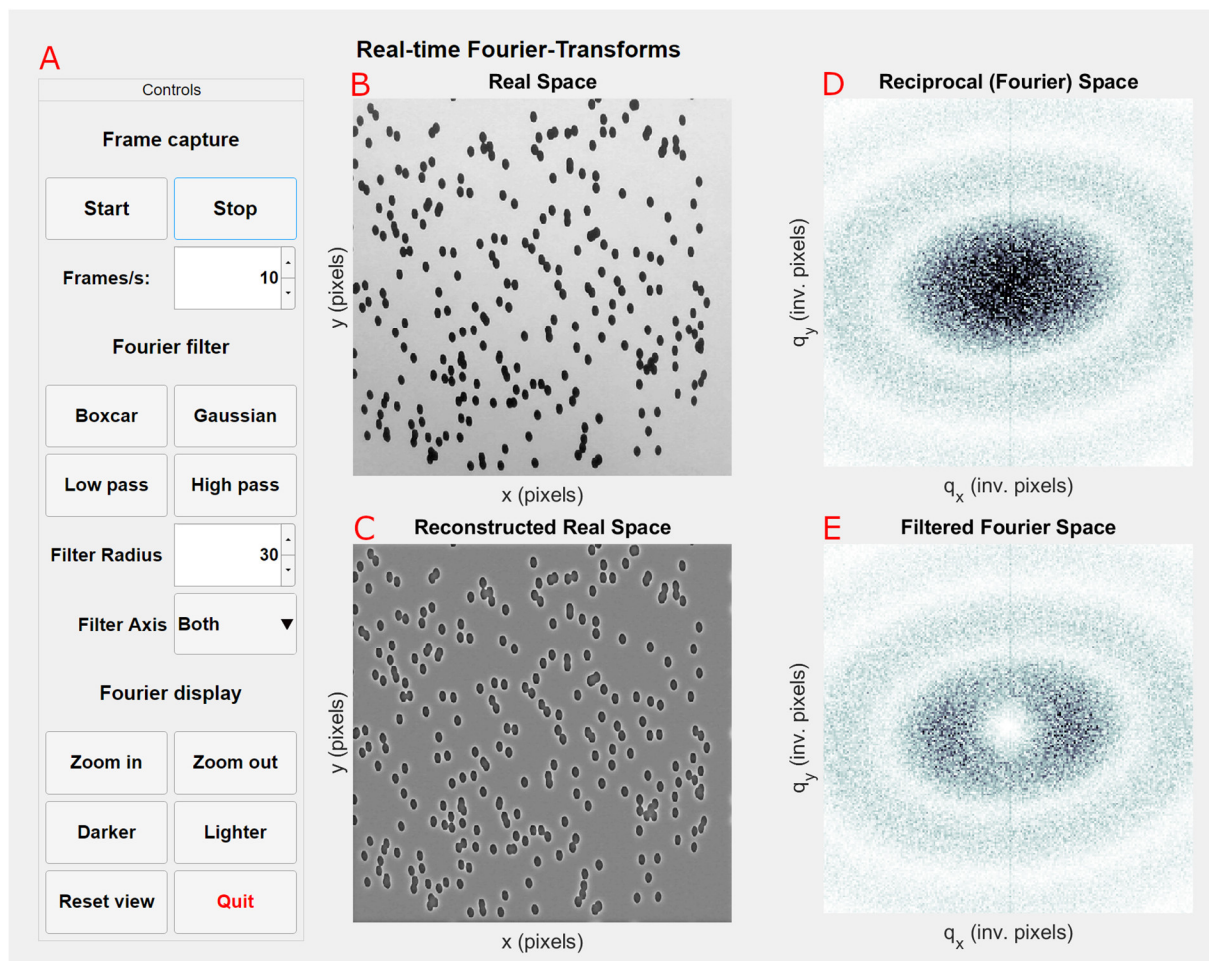 A
Controls
Frame capture
Start
Stop
Frames/s:
10
Fourier filter
Boxcar
Gaussian
Low pass
High pass
Filter Radius
30
Filter Axis
Both
Fourier display
Zoom in
Zoom out
Darker
Lighter
Reset view
Quit
Real-time Fourier-Transforms
B
Real Space
y (pixels)
x (pixels)
D
Reciprocal (Fourier) Space
q_y (inv. pixels)
q_x (inv. pixels)
C
Reconstructed Real Space
y (pixels)
x (pixels)
E
Filtered Fourier Space
q_y (inv. pixels)
q_x (inv. pixels)